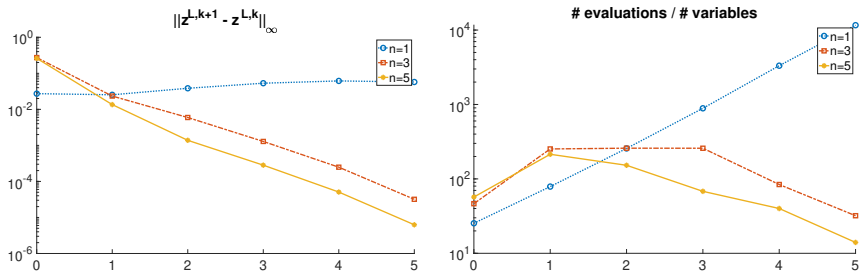 ||z^{L,k+1} - z^{L,k}||_∞
10^0
10^{-2}
10^{-4}
10^{-6}
0 1 2 3 4 5
n=1
n=3
n=5
# evaluations / # variables
10^4
10^3
10^2
10^1
0 1 2 3 4 5
n=1
n=3
n=5